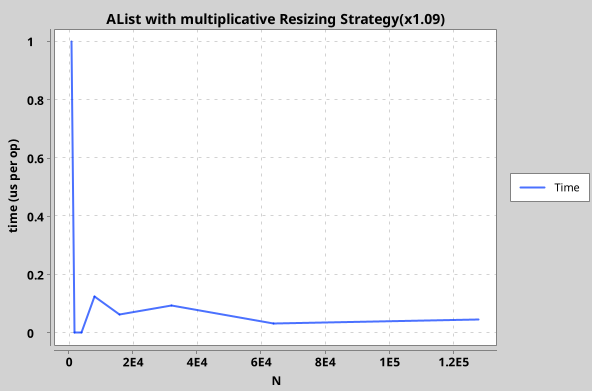 AList with multiplicative Resizing Strategy(x1.09)
time (us per op)
1
0.8
0.6
0.4
0.2
0
0 2E4 4E4 6E4 8E4 1E5 1.2E5
N
Time